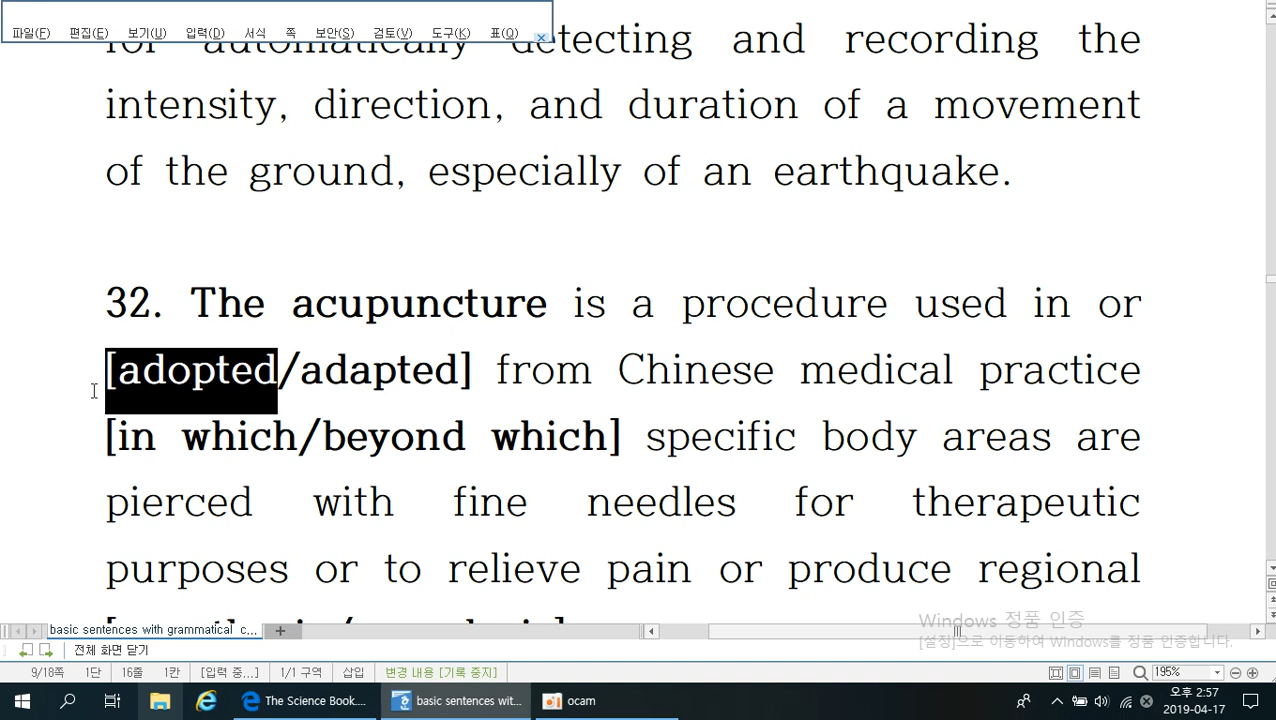 파일(F) 편집(E) 보기(U) 입력(D) 서식 쪽 보안(S) 검토(V) 도구(K) 표(Q)
for automatically detecting and recording the
intensity, direction, and duration of a movement
of the ground, especially of an earthquake.
32. The acupuncture is a procedure used in or
[adopted/adapted] from Chinese medical practice
[in which/beyond which] specific body areas are
pierced with fine needles for therapeutic
purposes or to relieve pain or produce regional
Windows 정품 인증
[설정]으로 이동하여 Windows를 정품 인증합니다.
basic sentences with grammatical c...
전체 화면 닫기
9/18쪽 1단 16줄 1칸 [입력 중...] 1/1 구역 삽입 변경 내용 [기록 중지] 195%
The Science Book.... basic sentences wit... ocam
오후 2:57
2019-04-17